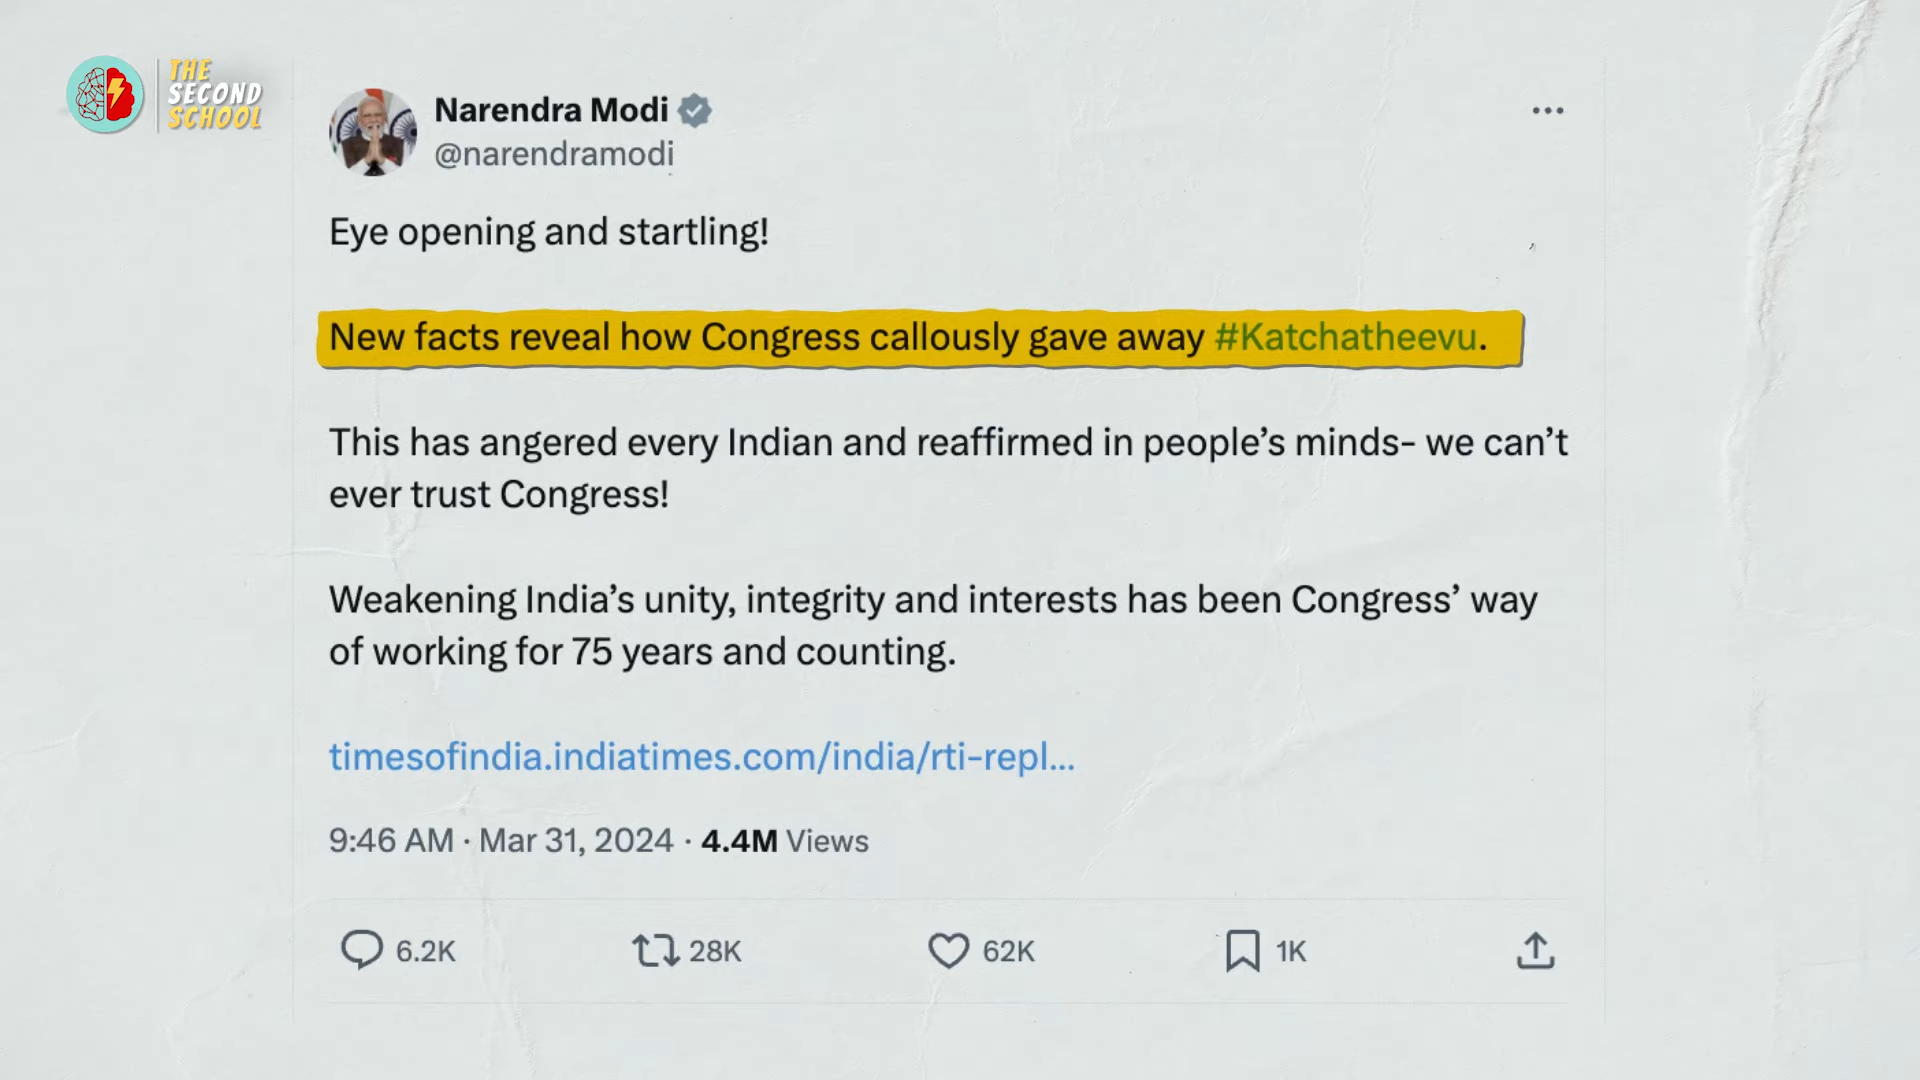 THE
SECOND
SCHOOL
Narendra Modi
@narendramodi
Eye opening and startling!
New facts reveal how Congress callously gave away #Katchatheevu.
This has angered every Indian and reaffirmed in people’s minds- we can’t
ever trust Congress!
Weakening India’s unity, integrity and interests has been Congress’ way
of working for 75 years and counting.
timesofindia.indiatimes.com/india/rti-repl...
9:46 AM · Mar 31, 2024 · 4.4M Views
6.2K 28K 62K 1K